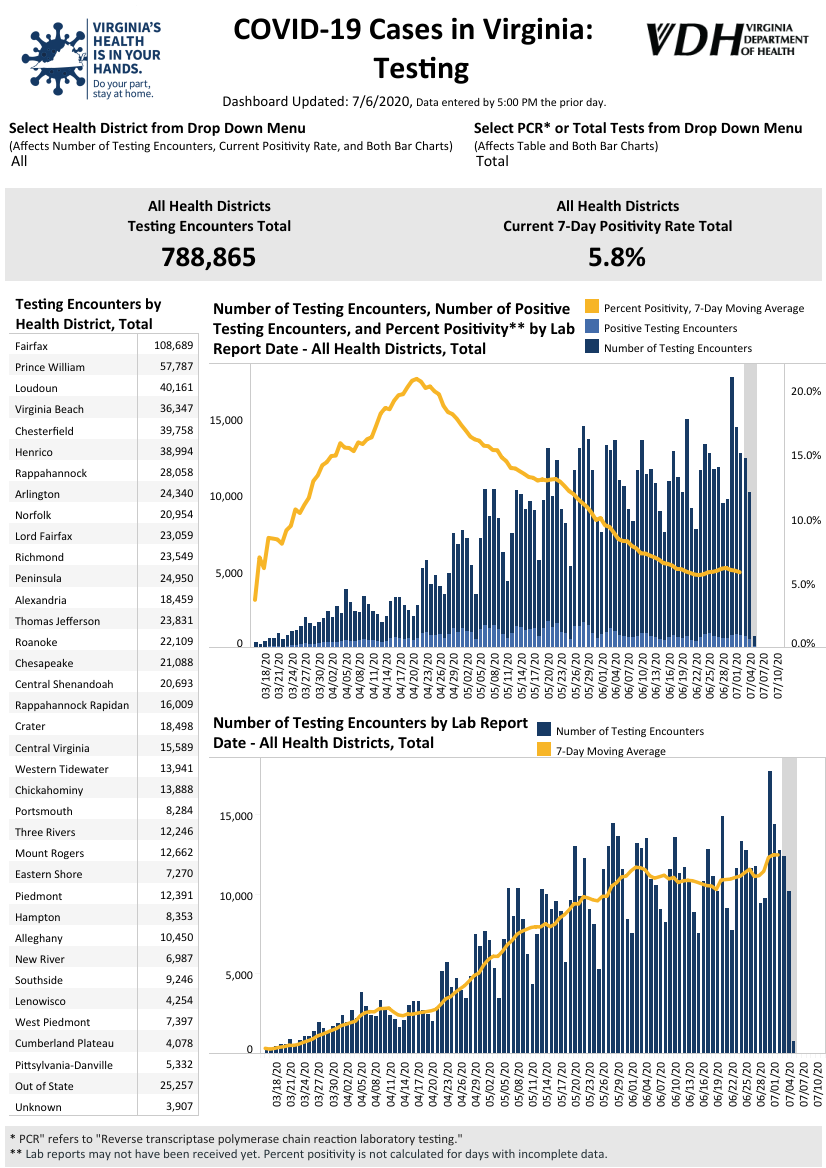 VIRGINIA'S
HEALTH
IS IN YOUR
HANDS.
Do your part,
stay at home.
COVID-19 Cases in Virginia:
Testing
VDH VIRGINIA
DEPARTMENT
OF HEALTH
Dashboard Updated: 7/6/2020, Data entered by 5:00 PM the prior day.
Select Health District from Drop Down Menu
(Affects Number of Testing Encounters, Current Positivity Rate, and Both Bar Charts)
All
Select PCR* or Total Tests from Drop Down Menu
(Affects Table and Both Bar Charts)
Total
All Health Districts
Testing Encounters Total
788,865
All Health Districts
Current 7-Day Positivity Rate Total
5.8%
Testing Encounters by
Health District, Total
Fairfax 108,689
Prince William 57,787
Loudoun 40,161
Virginia Beach 36,347
Chesterfield 39,758
Henrico 38,994
Rappahannock 28,058
Arlington 24,340
Norfolk 20,954
Lord Fairfax 23,059
Richmond 23,549
Peninsula 24,950
Alexandria 18,459
Thomas Jefferson 23,831
Roanoke 22,109
Chesapeake 21,088
Central Shenandoah 20,693
Rappahannock Rapidan 16,009
Crater 18,498
Central Virginia 15,589
Western Tidewater 13,941
Chickahominy 13,888
Portsmouth 8,284
Three Rivers 12,246
Mount Rogers 12,662
Eastern Shore 7,270
Piedmont 12,391
Hampton 8,353
Alleghany 10,450
New River 6,987
Southside 9,246
Lenowisco 4,254
West Piedmont 7,397
Cumberland Plateau 4,078
Pittsylvania-Danville 5,332
Out of State 25,257
Unknown 3,907
Number of Testing Encounters, Number of Positive
Testing Encounters, and Percent Positivity** by Lab
Report Date - All Health Districts, Total
Percent Positivity, 7-Day Moving Average
Positive Testing Encounters
Number of Testing Encounters
15,000
10,000
5,000
0
20.0%
15.0%
10.0%
5.0%
0.0%
03/18/20
03/21/20
03/24/20
03/27/20
03/30/20
04/02/20
04/05/20
04/08/20
04/11/20
04/14/20
04/17/20
04/20/20
04/23/20
04/26/20
04/29/20
05/02/20
05/05/20
05/08/20
05/11/20
05/14/20
05/17/20
05/20/20
05/23/20
05/26/20
05/29/20
06/01/20
06/04/20
06/07/20
06/10/20
06/13/20
06/16/20
06/19/20
06/22/20
06/25/20
06/28/20
07/01/20
07/04/20
07/07/20
07/10/20
Number of Testing Encounters by Lab Report
Date - All Health Districts, Total
Number of Testing Encounters
7-Day Moving Average
15,000
10,000
5,000
0
03/18/20
03/21/20
03/24/20
03/27/20
03/30/20
04/02/20
04/05/20
04/08/20
04/11/20
04/14/20
04/17/20
04/20/20
04/23/20
04/26/20
04/29/20
05/02/20
05/05/20
05/08/20
05/11/20
05/14/20
05/17/20
05/20/20
05/23/20
05/26/20
05/29/20
06/01/20
06/04/20
06/07/20
06/10/20
06/13/20
06/16/20
06/19/20
06/22/20
06/25/20
06/28/20
07/01/20
07/04/20
07/07/20
07/10/20
* PCR" refers to "Reverse transcriptase polymerase chain reaction laboratory testing."
** Lab reports may not have been received yet. Percent positivity is not calculated for days with incomplete data.